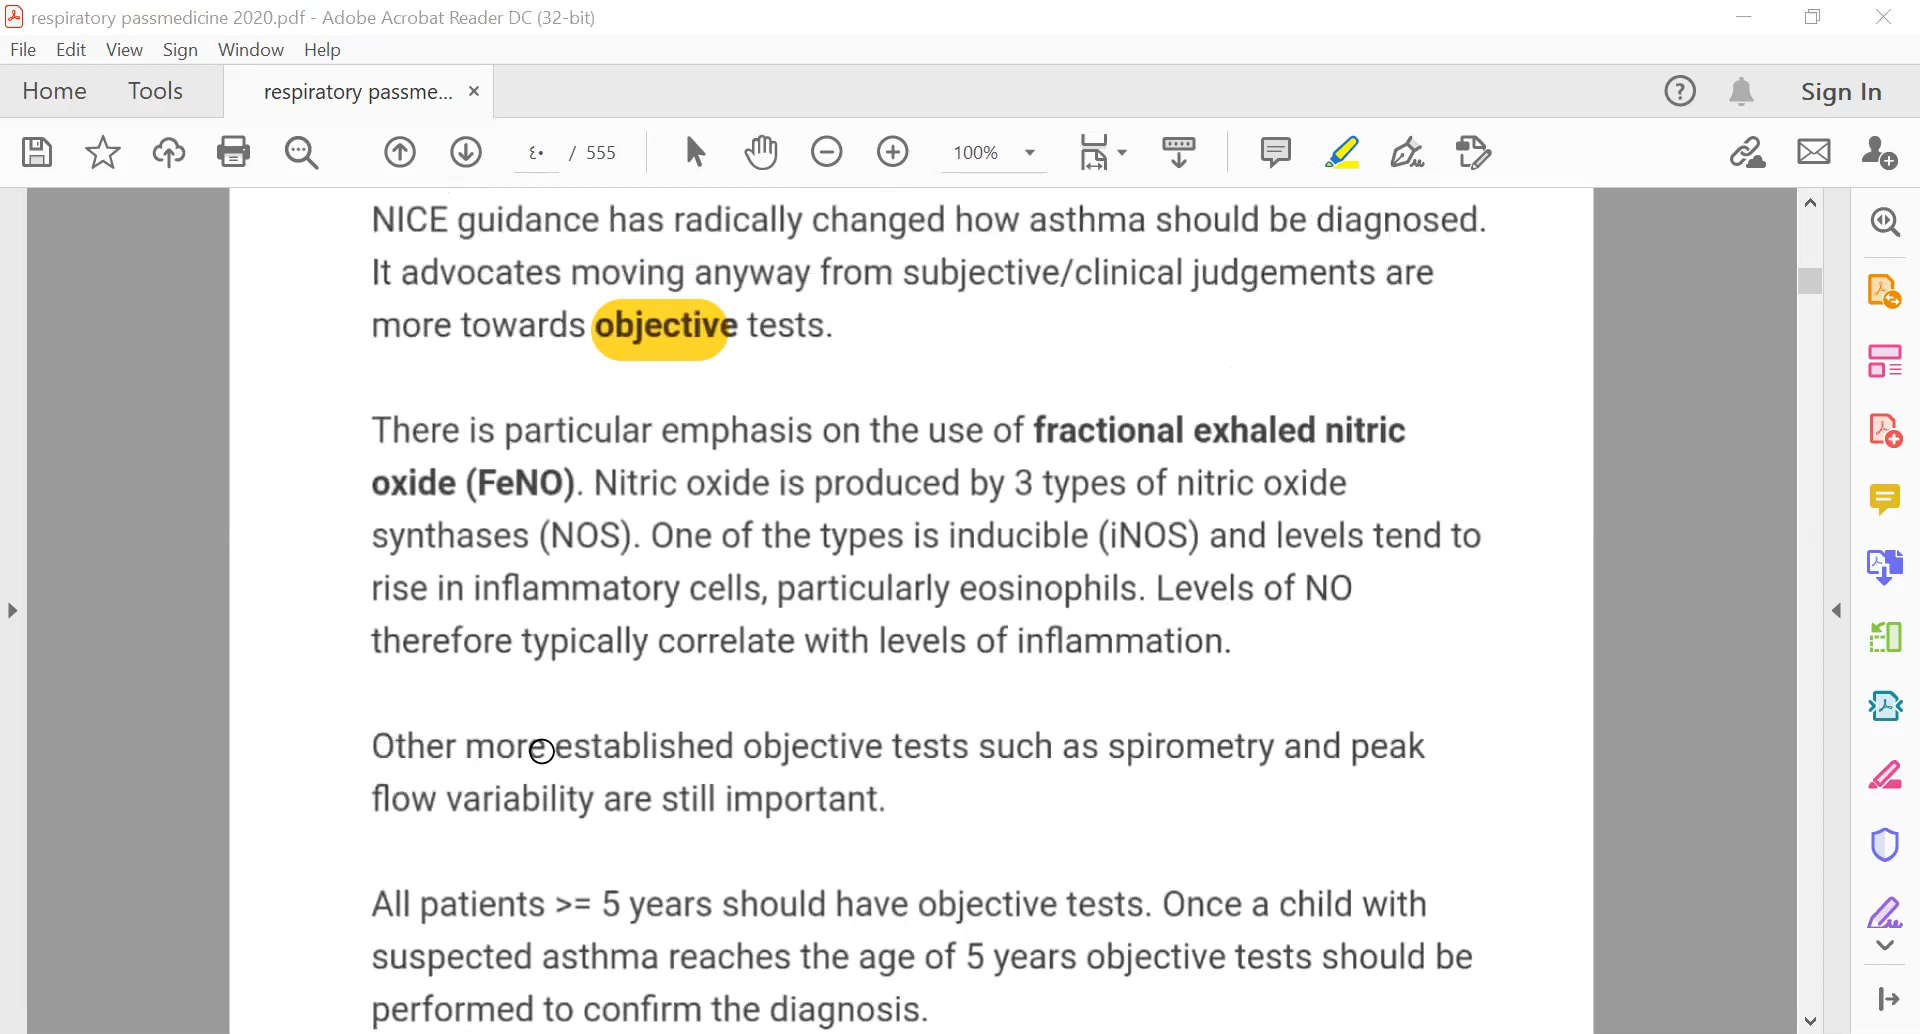 respiratory passmedicine 2020.pdf - Adobe Acrobat Reader DC (32-bit)
File Edit View Sign Window Help
Home Tools respiratory passme... × Sign In
٤٠ / 555 100%
NICE guidance has radically changed how asthma should be diagnosed.
It advocates moving anyway from subjective/clinical judgements are
more towards objective tests.
There is particular emphasis on the use of fractional exhaled nitric
oxide (FeNO). Nitric oxide is produced by 3 types of nitric oxide
synthases (NOS). One of the types is inducible (iNOS) and levels tend to
rise in inflammatory cells, particularly eosinophils. Levels of NO
therefore typically correlate with levels of inflammation.
Other more established objective tests such as spirometry and peak
flow variability are still important.
All patients >= 5 years should have objective tests. Once a child with
suspected asthma reaches the age of 5 years objective tests should be
performed to confirm the diagnosis.